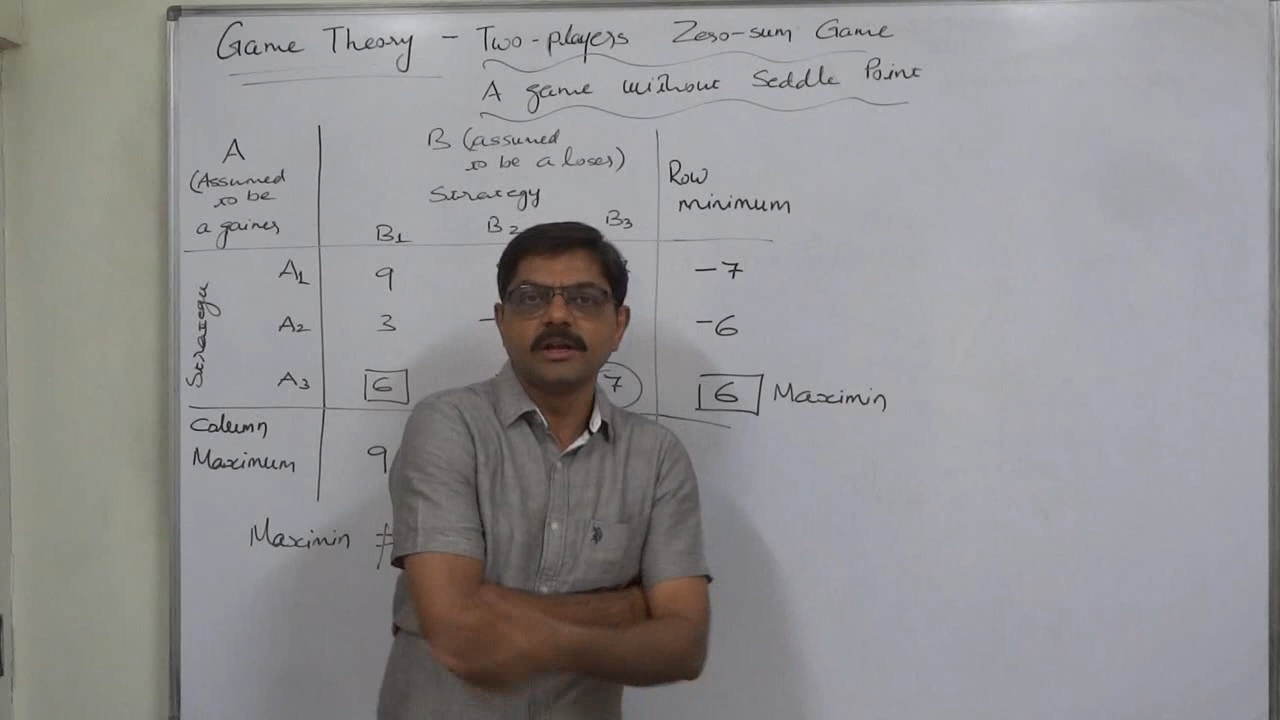 Game Theory - Two-players Zero-sum Game
A game without Seddle Point
A
(Assumed
to be
a gainer
B (assumed
to be a loser)
Strategy
Row
minimum
B1 B2 B3
Strategy
A1 9 -7
A2 3 - -6
A3 6 7 6 Maximin
Column
Maximum 9
Maximin ≠